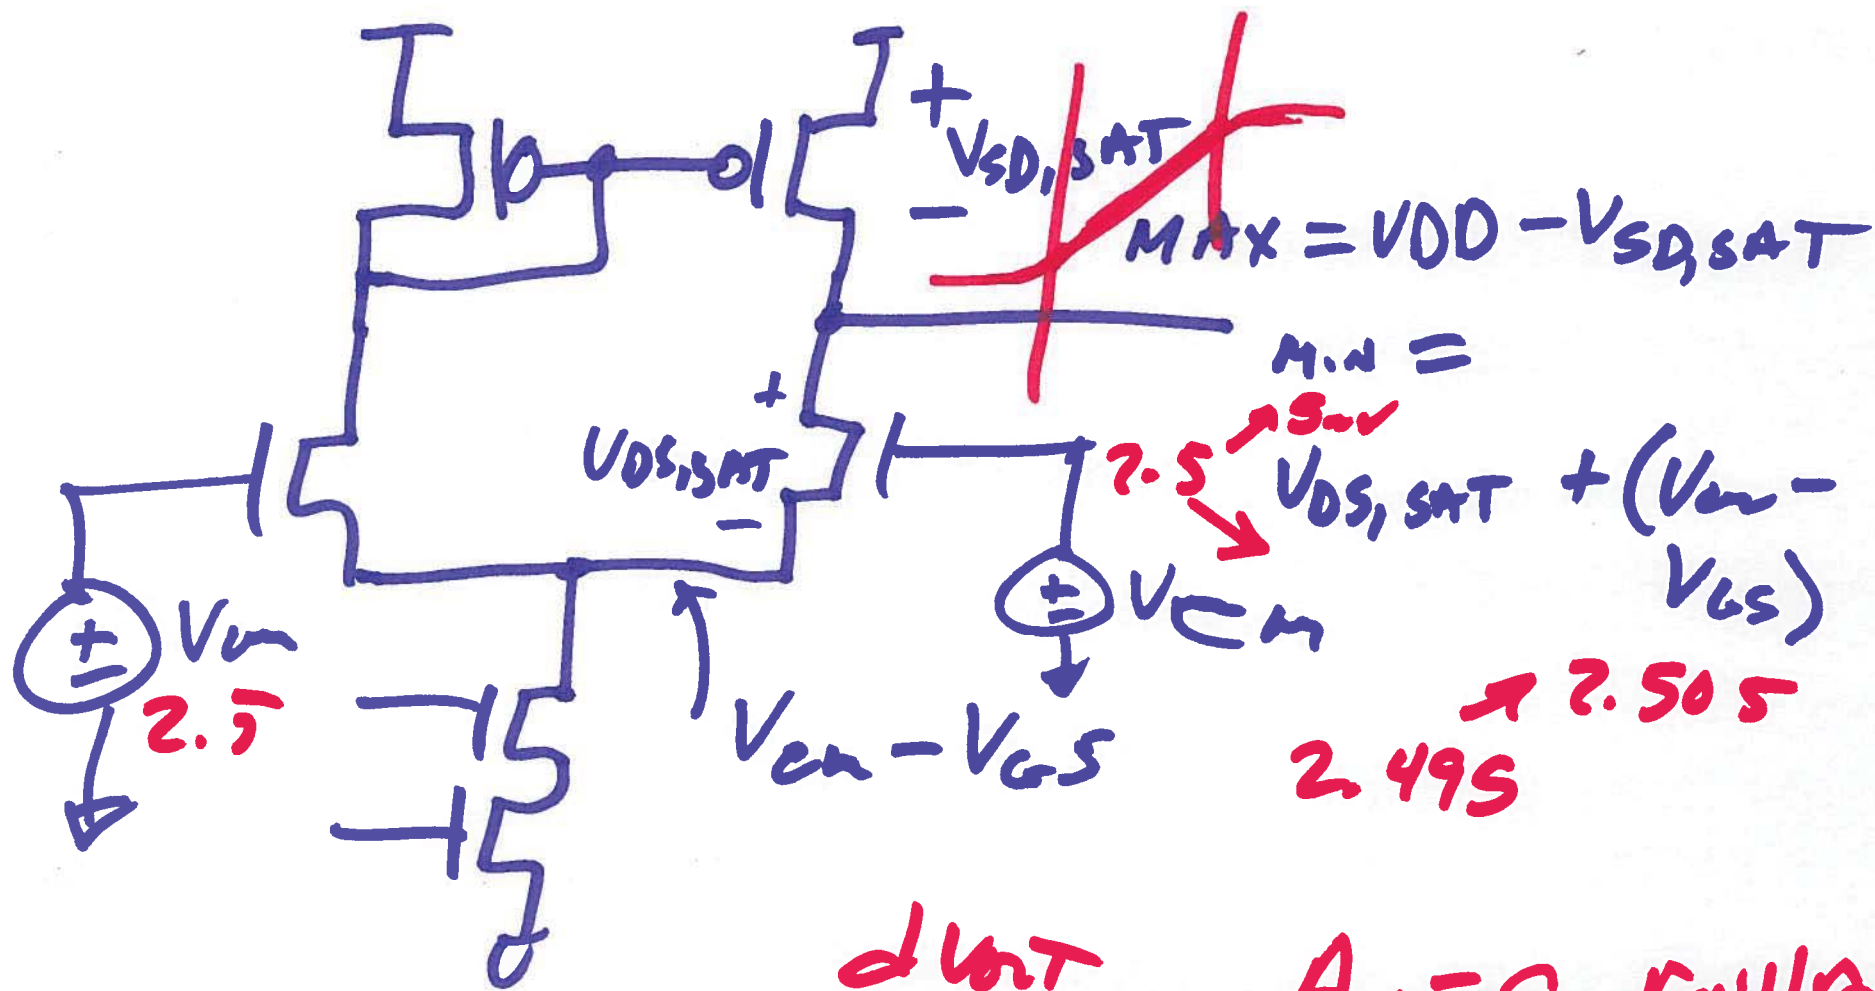 +
VSD,SAT
-
MAX = VDD - VSD,SAT
MIN =
5mV
+
VDS,SAT
-
2.5
VDS,SAT + (Vcm -
VGS)
+
-
Vcm
2.5
+
-
VCM
Vcm - VGS
2.505
2.495
dVOUT